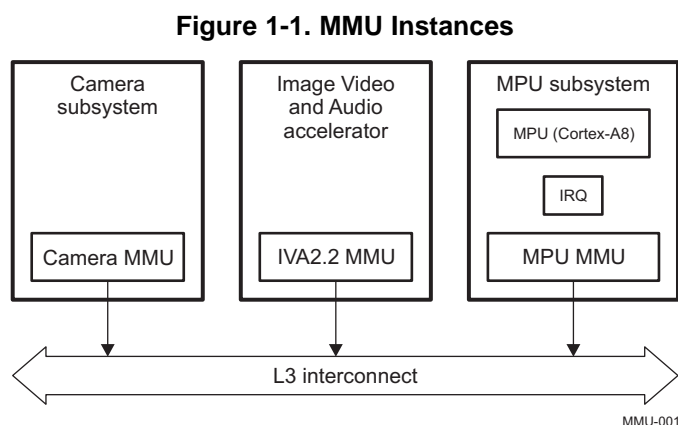 Figure 1-1. MMU Instances
Camera
subsystem
Camera MMU
Image Video
and Audio
accelerator
IVA2.2 MMU
MPU subsystem
MPU (Cortex-A8)
IRQ
MPU MMU
L3 interconnect
MMU-001